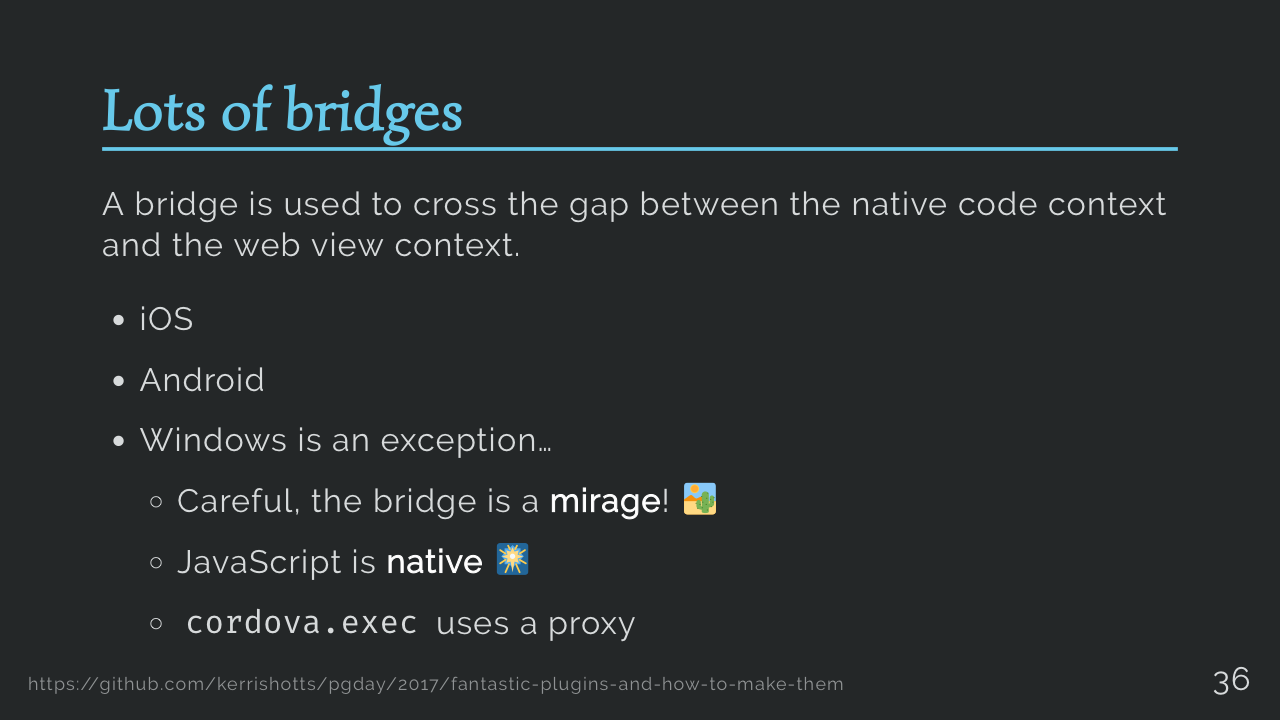 Lots of bridges
A bridge is used to cross the gap between the native code context
and the web view context.
• iOS
• Android
• Windows is an exception…
○ Careful, the bridge is a mirage! 🏜
○ JavaScript is native 🎇
○ cordova.exec uses a proxy
https://github.com/kerrishotts/pgday/2017/fantastic-plugins-and-how-to-make-them
36